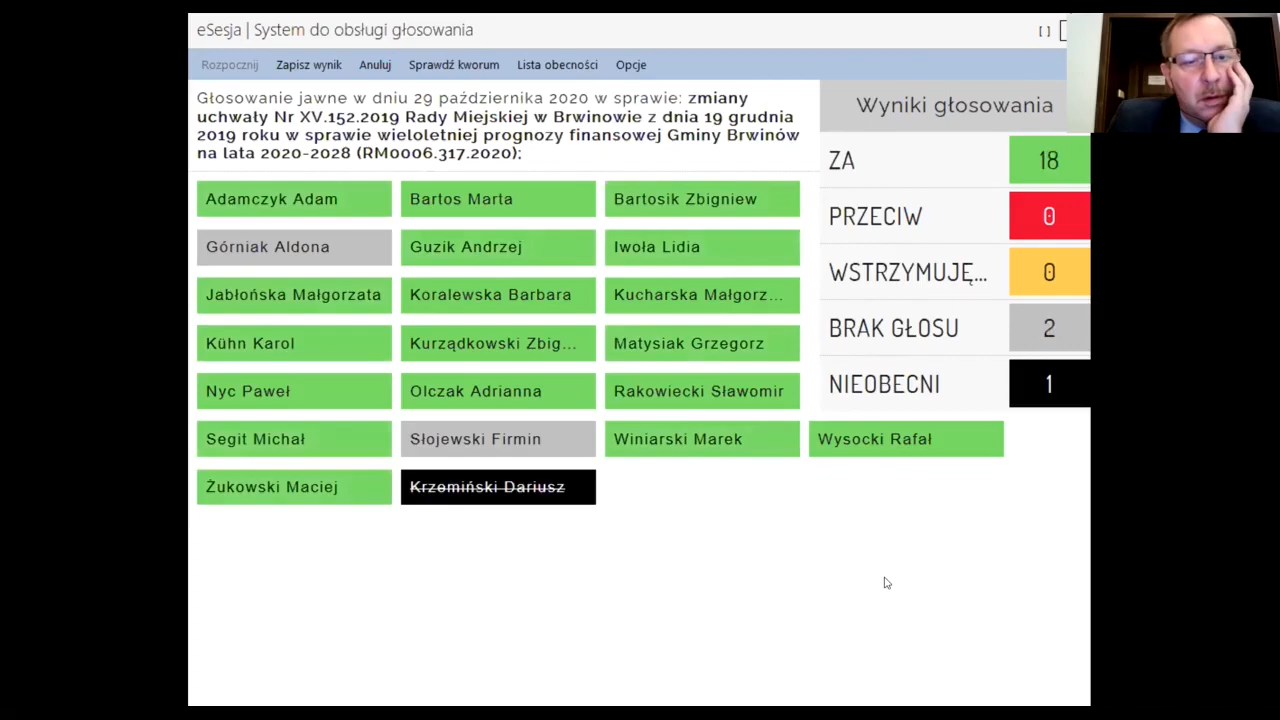 eSesja | System do obsługi głosowania
[ ]
Rozpocznij Zapisz wynik Anuluj Sprawdź kworum Lista obecności Opcje
Głosowanie jawne w dniu 29 października 2020 w sprawie: zmiany
uchwały Nr XV.152.2019 Rady Miejskiej w Brwinowie z dnia 19 grudnia
2019 roku w sprawie wieloletniej prognozy finansowej Gminy Brwinów
na lata 2020-2028 (RM0006.317.2020);
Wyniki głosowania
ZA 18
PRZECIW 0
WSTRZYMUJĘ... 0
BRAK GŁOSU 2
NIEOBECNI 1
Adamczyk Adam Bartos Marta Bartosik Zbigniew
Górniak Aldona Guzik Andrzej Iwoła Lidia
Jabłońska Małgorzata Koralewska Barbara Kucharska Małgorz...
Kühn Karol Kurządkowski Zbig... Matysiak Grzegorz
Nyc Paweł Olczak Adrianna Rakowiecki Sławomir
Segit Michał Słojewski Firmin Winiarski Marek Wysocki Rafał
Żukowski Maciej Krzemiński Dariusz